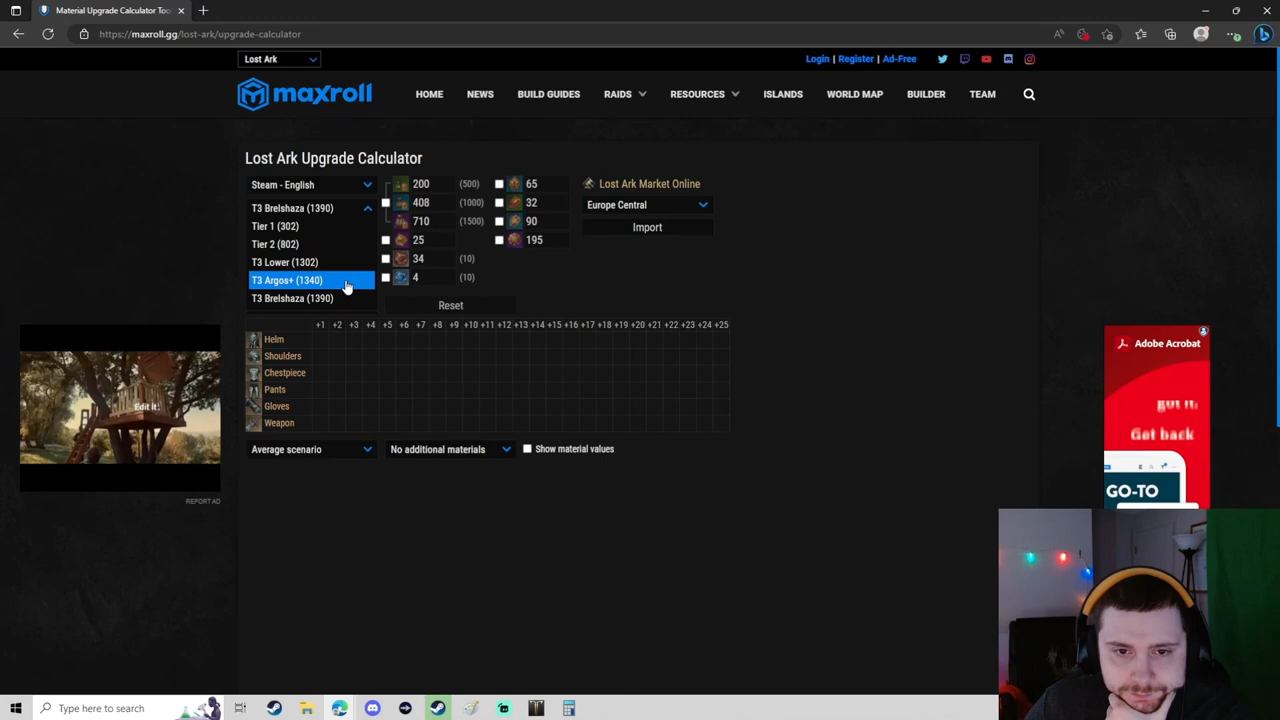 Material Upgrade Calculator Too
https://maxroll.gg/lost-ark/upgrade-calculator
Lost Ark
Login | Register | Ad-Free
maxroll
HOME NEWS BUILD GUIDES RAIDS RESOURCES ISLANDS WORLD MAP BUILDER TEAM
Lost Ark Upgrade Calculator
Steam - English
200 (500) 65
Lost Ark Market Online
T3 Brelshaza (1390)
408 (1000) 32
Europe Central
Tier 1 (302)
710 (1500) 90
Import
Tier 2 (802)
25 195
T3 Lower (1302)
34 (10)
T3 Argos+ (1340)
4 (10)
T3 Brelshaza (1390)
Reset
+1 +2 +3 +4 +5 +6 +7 +8 +9 +10 +11 +12 +13 +14 +15 +16 +17 +18 +19 +20 +21 +22 +23 +24 +25
Helm
Shoulders
Chestpiece
Pants
Gloves
Weapon
Average scenario
No additional materials
Show material values
Edit it.
REPORT AD
Adobe Acrobat
got it.
Get back
GO-TO
Type here to search